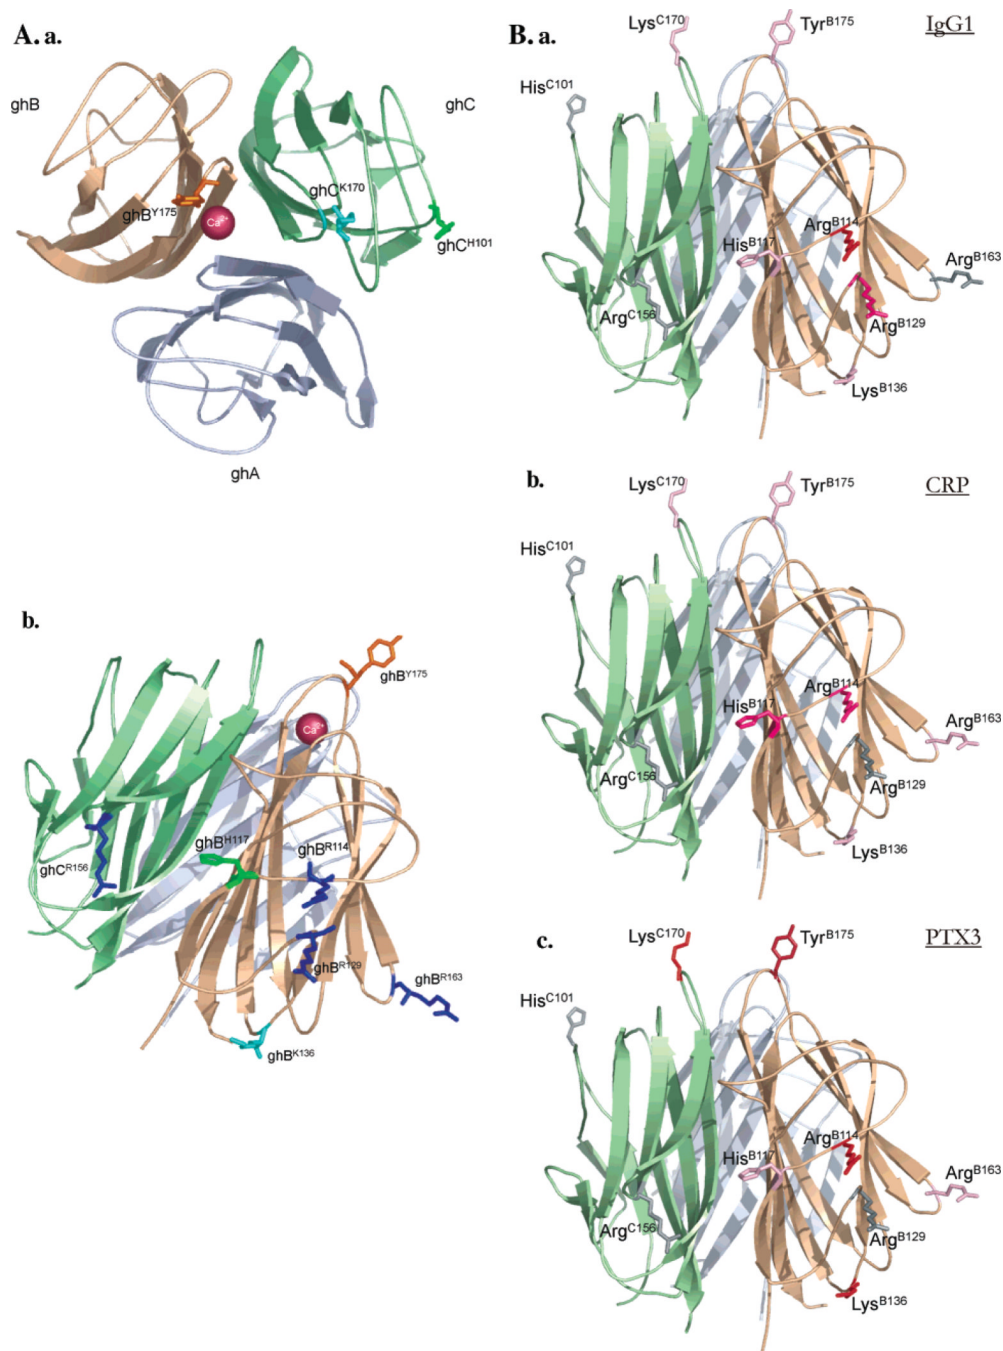 A. a.
ghB
ghC
ghB^Y175
Ca²⁺
ghC^K170
ghC^H101
ghA
b.
ghB^Y175
Ca²⁺
ghC^R156
ghB^H117
ghB^R114
ghB^R129
ghB^R163
ghB^K136
B. a.
IgG1
Lys^C170
Tyr^B175
His^C101
Arg^B114
His^B117
Arg^B163
Arg^C156
Arg^B129
Lys^B136
b.
CRP
Lys^C170
Tyr^B175
His^C101
Arg^B114
His^B117
Arg^B163
Arg^C156
Arg^B129
Lys^B136
c.
PTX3
Lys^C170
Tyr^B175
His^C101
Arg^B114
His^B117
Arg^B163
Arg^C156
Arg^B129
Lys^B136